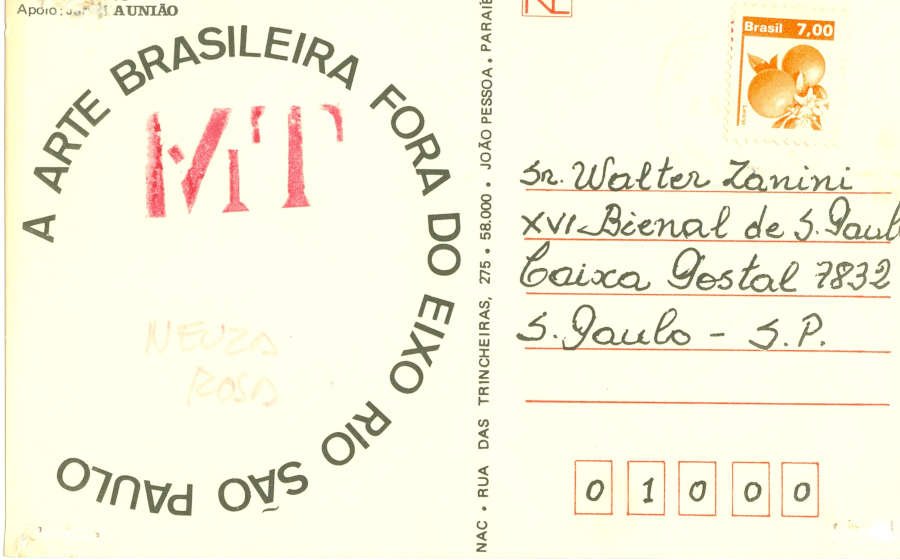 Apoio: A UNIÃO
A ARTE BRASILEIRA FORA DO EIXO RIO SÃO PAULO
MT
NEUZA
ROSA
NAC • RUA DAS TRINCHEIRAS, 275 • 58.000 • JOÃO PESSOA • PARAIB
Brasil 7,00
Sr. Walter Zanini
XVI Bienal de S. Paulo
Caixa Postal 7832
S. Paulo - S.P.
0 1 0 0 0